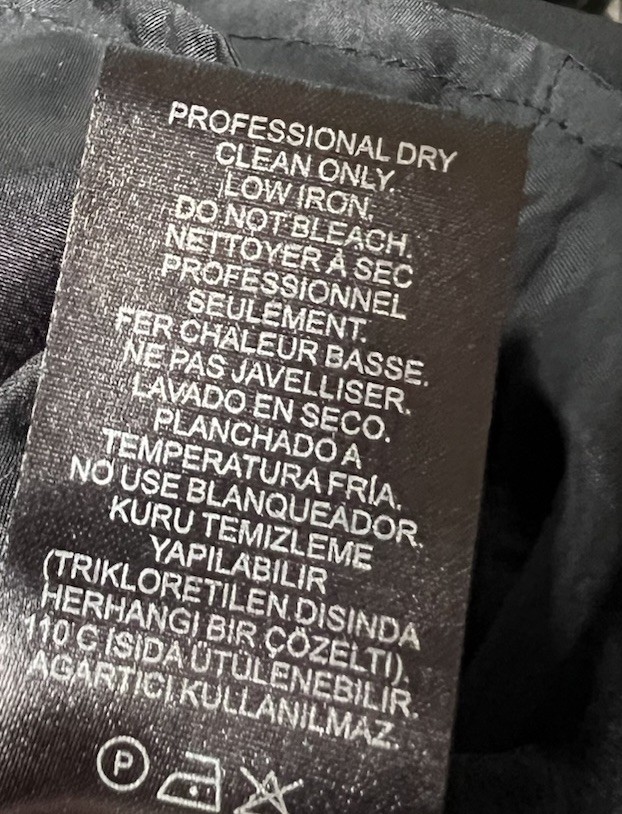 PROFESSIONAL DRY
CLEAN ONLY.
LOW IRON.
DO NOT BLEACH.
NETTOYER À SEC
PROFESSIONNEL
SEULEMENT.
FER CHALEUR BASSE.
NE PAS JAVELLISER.
LAVADO EN SECO.
PLANCHADO A
TEMPERATURA FRÍA.
NO USE BLANQUEADOR.
KURU TEMIZLEME
YAPILABILIR
(TRIKLORETILEN DISINDA
HERHANGI BIR ÇÖZELTI).
110 C ISIDA ÜTÜLENEBILIR.
AGARTICI KULLANILMAZ.
P